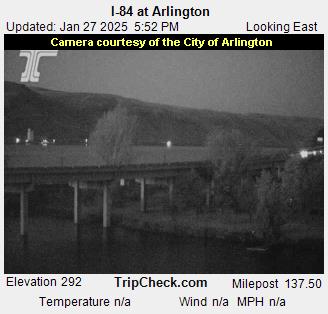 I-84 at Arlington
Updated: Jan 27 2025 5:52 PM Looking East
Camera courtesy of the City of Arlington
Elevation 292 TripCheck.com Milepost 137.50
Temperature n/a Wind n/a MPH n/a